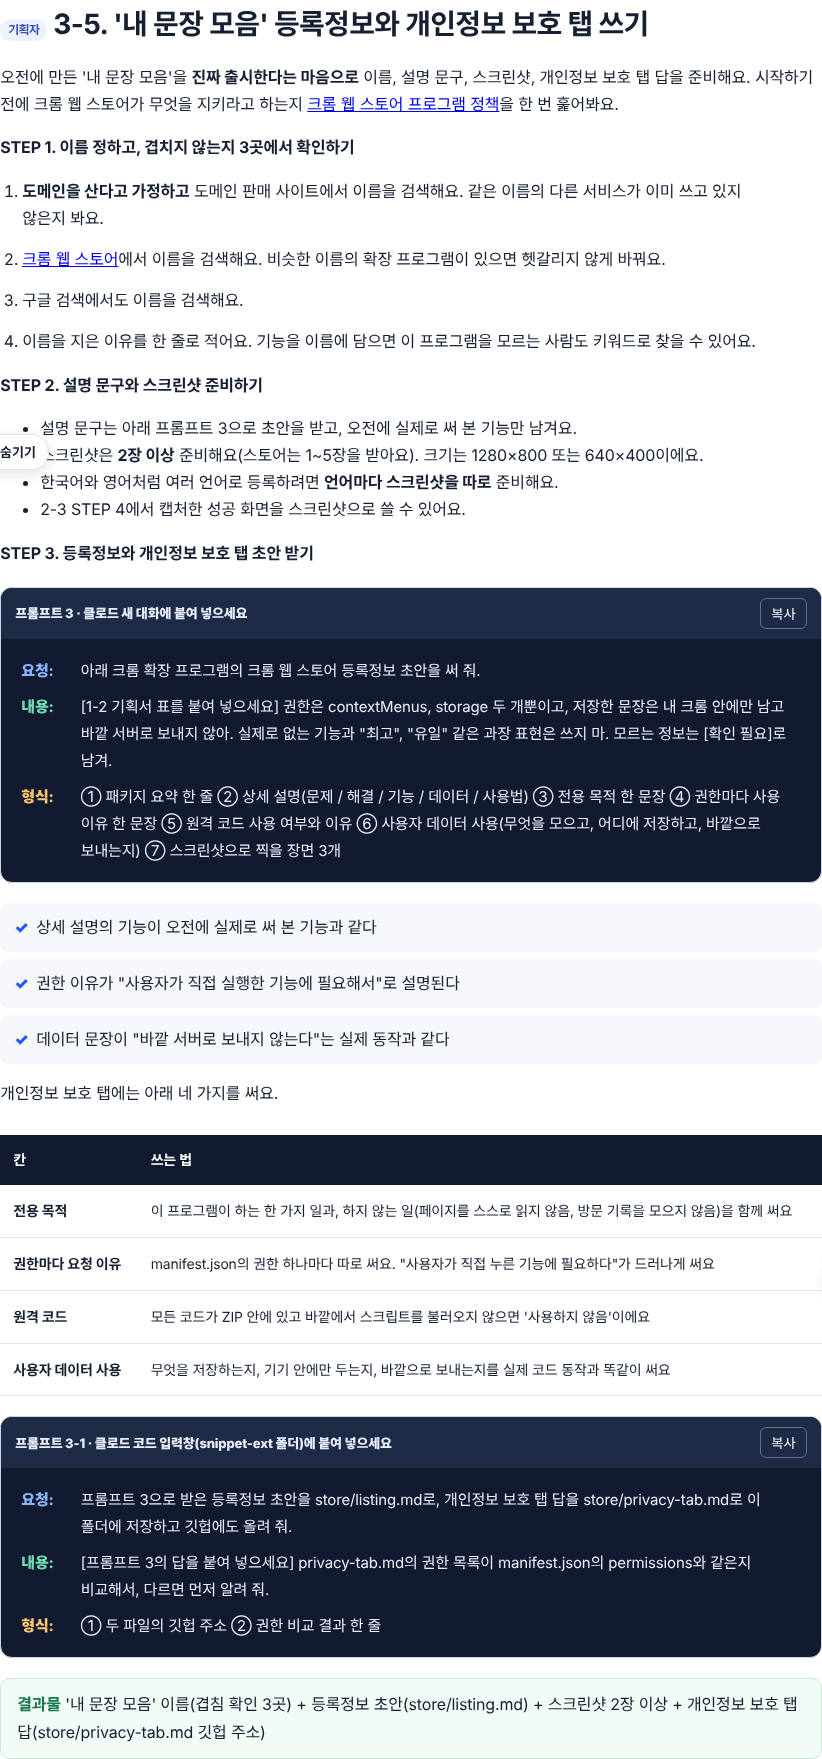 기획자 3-5. '내 문장 모음' 등록정보와 개인정보 보호 탭 쓰기
오전에 만든 '내 문장 모음'을 진짜 출시한다는 마음으로 이름, 설명 문구, 스크린샷, 개인정보 보호 탭 답을 준비해요. 시작하기
전에 크롬 웹 스토어가 무엇을 지키라고 하는지 크롬 웹 스토어 프로그램 정책을 한 번 훑어봐요.
STEP 1. 이름 정하고, 겹치지 않는지 3곳에서 확인하기
1. 도메인을 산다고 가정하고 도메인 판매 사이트에서 이름을 검색해요. 같은 이름의 다른 서비스가 이미 쓰고 있지
않은지 봐요.
2. 크롬 웹 스토어에서 이름을 검색해요. 비슷한 이름의 확장 프로그램이 있으면 헷갈리지 않게 바꿔요.
3. 구글 검색에서도 이름을 검색해요.
4. 이름을 지은 이유를 한 줄로 적어요. 기능을 이름에 담으면 이 프로그램을 모르는 사람도 키워드로 찾을 수 있어요.
STEP 2. 설명 문구와 스크린샷 준비하기
• 설명 문구는 아래 프롬프트 3으로 초안을 받고, 오전에 실제로 써 본 기능만 남겨요.
숨기기
스크린샷은 2장 이상 준비해요(스토어는 1~5장을 받아요). 크기는 1280×800 또는 640×400이에요.
• 한국어와 영어처럼 여러 언어로 등록하려면 언어마다 스크린샷을 따로 준비해요.
• 2-3 STEP 4에서 캡처한 성공 화면을 스크린샷으로 쓸 수 있어요.
STEP 3. 등록정보와 개인정보 보호 탭 초안 받기
프롬프트 3 · 클로드 새 대화에 붙여 넣으세요 복사
요청: 아래 크롬 확장 프로그램의 크롬 웹 스토어 등록정보 초안을 써 줘.
내용: [1-2 기획서 표를 붙여 넣으세요] 권한은 contextMenus, storage 두 개뿐이고, 저장한 문장은 내 크롬 안에만 남고
바깥 서버로 보내지 않아. 실제로 없는 기능과 "최고", "유일" 같은 과장 표현은 쓰지 마. 모르는 정보는 [확인 필요]로
남겨.
형식: ① 패키지 요약 한 줄 ② 상세 설명(문제 / 해결 / 기능 / 데이터 / 사용법) ③ 전용 목적 한 문장 ④ 권한마다 사용
이유 한 문장 ⑤ 원격 코드 사용 여부와 이유 ⑥ 사용자 데이터 사용(무엇을 모으고, 어디에 저장하고, 바깥으로
보내는지) ⑦ 스크린샷으로 찍을 장면 3개
✔ 상세 설명의 기능이 오전에 실제로 써 본 기능과 같다
✔ 권한 이유가 "사용자가 직접 실행한 기능에 필요해서"로 설명된다
✔ 데이터 문장이 "바깥 서버로 보내지 않는다"는 실제 동작과 같다
개인정보 보호 탭에는 아래 네 가지를 써요.
칸 쓰는 법
전용 목적 이 프로그램이 하는 한 가지 일과, 하지 않는 일(페이지를 스스로 읽지 않음, 방문 기록을 모으지 않음)을 함께 써요
권한마다 요청 이유 manifest.json의 권한 하나마다 따로 써요. "사용자가 직접 누른 기능에 필요하다"가 드러나게 써요
원격 코드 모든 코드가 ZIP 안에 있고 바깥에서 스크립트를 불러오지 않으면 '사용하지 않음'이에요
사용자 데이터 사용 무엇을 저장하는지, 기기 안에만 두는지, 바깥으로 보내는지를 실제 코드 동작과 똑같이 써요
프롬프트 3-1 · 클로드 코드 입력창(snippet-ext 폴더)에 붙여 넣으세요 복사
요청: 프롬프트 3으로 받은 등록정보 초안을 store/listing.md로, 개인정보 보호 탭 답을 store/privacy-tab.md로 이
폴더에 저장하고 깃헙에도 올려 줘.
내용: [프롬프트 3의 답을 붙여 넣으세요] privacy-tab.md의 권한 목록이 manifest.json의 permissions와 같은지
비교해서, 다르면 먼저 알려 줘.
형식: ① 두 파일의 깃헙 주소 ② 권한 비교 결과 한 줄
결과물 '내 문장 모음' 이름(겹침 확인 3곳) + 등록정보 초안(store/listing.md) + 스크린샷 2장 이상 + 개인정보 보호 탭
답(store/privacy-tab.md 깃헙 주소)